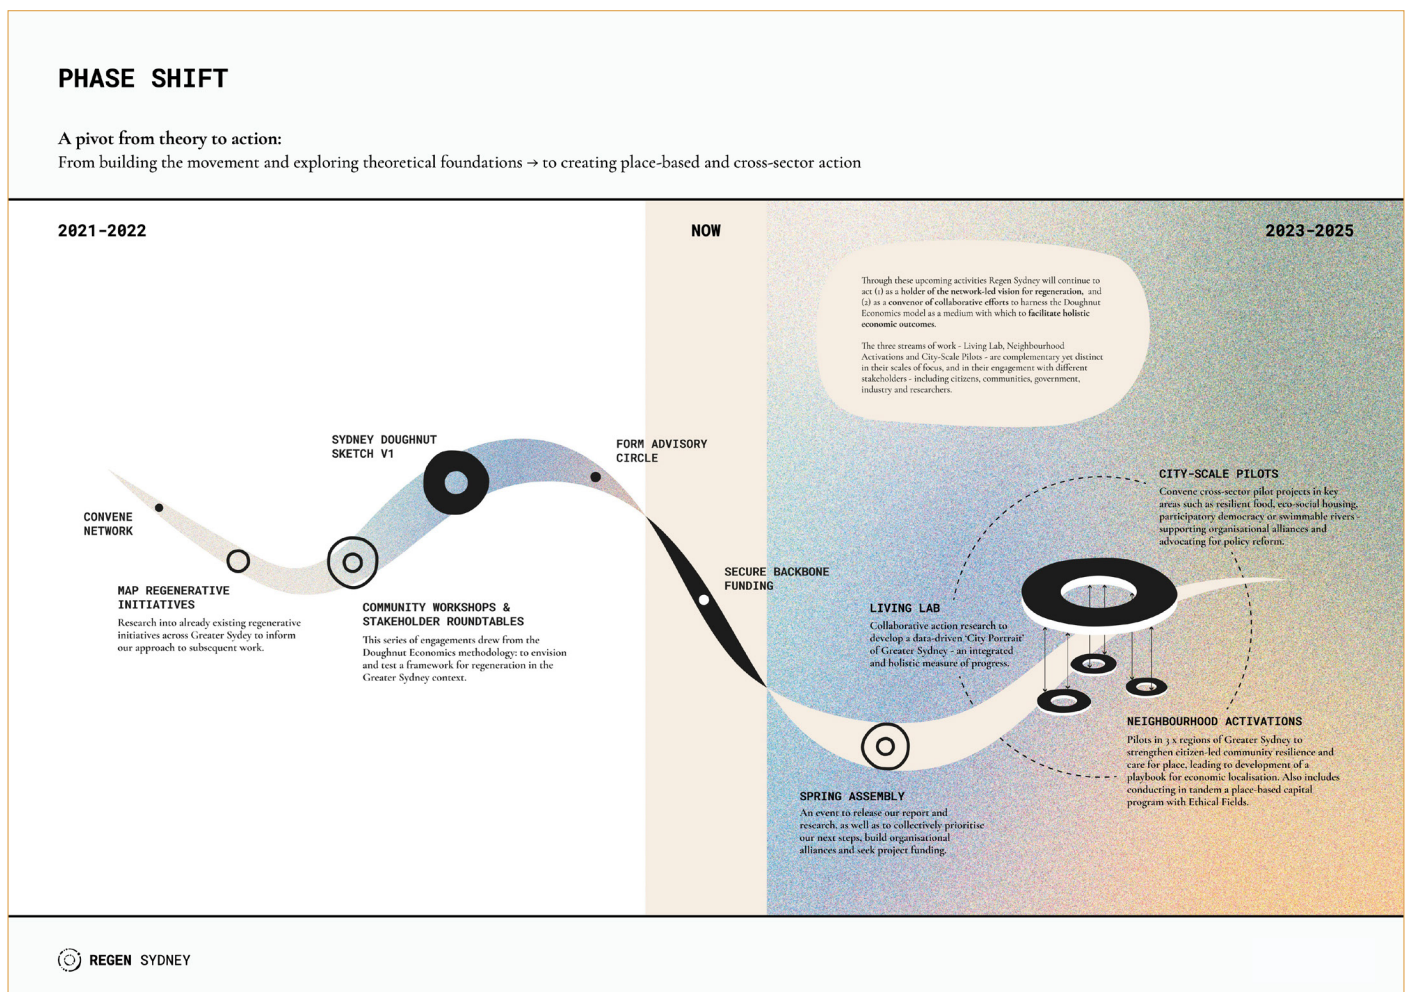 PHASE SHIFT
A pivot from theory to action:
From building the movement and exploring theoretical foundations → to creating place-based and cross-sector action
2021-2022
NOW
2023-2025
Through these upcoming activities Regen Sydney will continue to
act (1) as a holder of the network-led vision for regeneration, and
(2) as a convenor of collaborative efforts to harness the Doughnut
Economics model as a medium with which to facilitate holistic
economic outcomes.
The three streams of work - Living Lab, Neighbourhood
Activations and City-Scale Pilots - are complementary yet distinct
in their scales of focus, and in their engagement with different
stakeholders - including citizens, communities, government,
industry and researchers.
CONVENE
NETWORK
MAP REGENERATIVE
INITIATIVES
Research into already existing regenerative
initiatives across Greater Sydey to inform
our approach to subsequent work.
SYDNEY DOUGHNUT
SKETCH V1
COMMUNITY WORKSHOPS &
STAKEHOLDER ROUNDTABLES
This series of engagements drew from the
Doughnut Economics methodology: to envision
and test a framework for regeneration in the
Greater Sydney context.
FORM ADVISORY
CIRCLE
SECURE BACKBONE
FUNDING
SPRING ASSEMBLY
An event to release our report and
research, as well as to collectively prioritise
our next steps, build organisational
alliances and seek project funding.
LIVING LAB
Collaborative action research to
develop a data-driven 'City Portrait'
of Greater Sydney - an integrated
and holistic measure of progress.
CITY-SCALE PILOTS
Convene cross-sector pilot projects in key
areas such as resilient food, eco-social housing,
participatory democracy or swimmable rivers -
supporting organisational alliances and
advocating for policy reform.
NEIGHBOURHOOD ACTIVATIONS
Pilots in 3 x regions of Greater Sydney to
strengthen citizen-led community resilience and
care for place, leading to development of a
playbook for economic localisation. Also includes
conducting in tandem a place-based capital
program with Ethical Fields.
REGEN SYDNEY